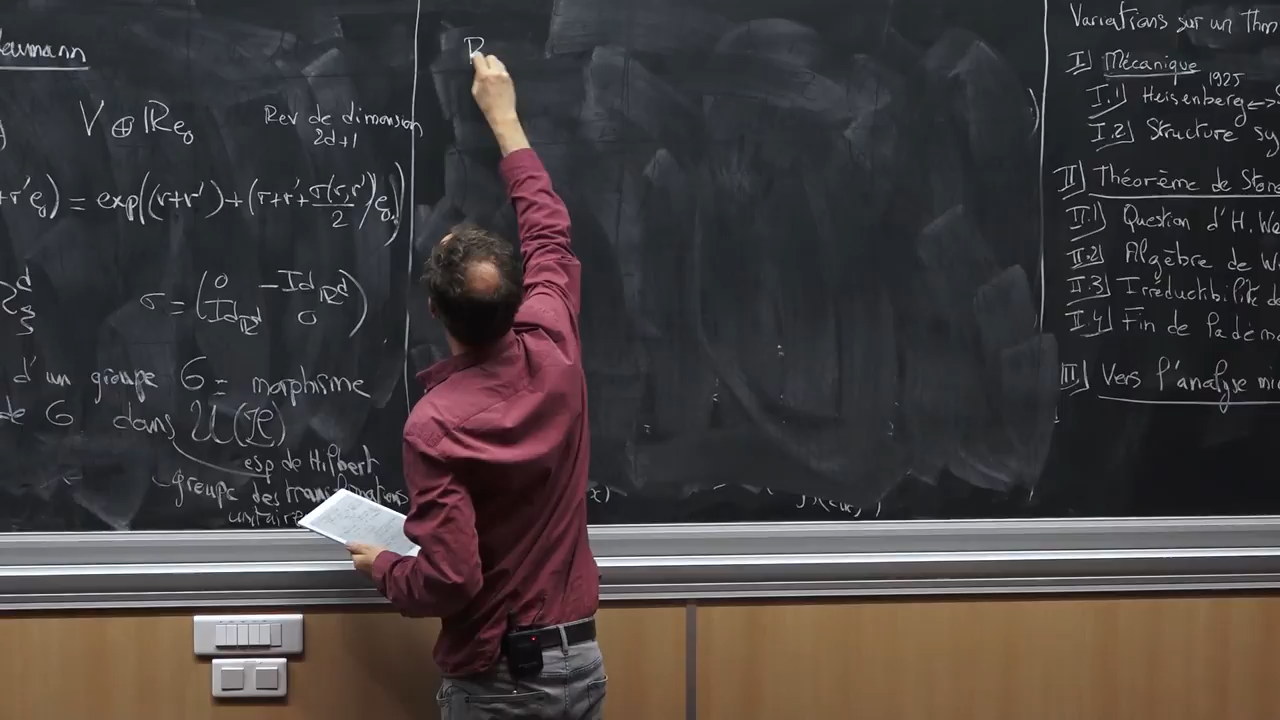 V ⊕ ℝe₀
Rev de dimension
2d+1
+r'e₀) = exp((v+v')+(r+r'+σ(v,v')/2)e₀)
σ = (0 -Id_ℝᵈ
Id_ℝᵈ 0)
d'un groupe G = morphisme
de G dans U(ℋ)
esp de Hilbert
groupe des transformations
unitaires
R
Variations sur un Thm
I] Mécanique
1925
I.1] Heisenberg ↔
I.2] Structure sy
II] Théorème de Stone
II.1] Question d'H. We
II.2] Algèbre de W
II.3] Irréductibilité de
II.4] Fin de la dém
III] Vers l'analyse mi